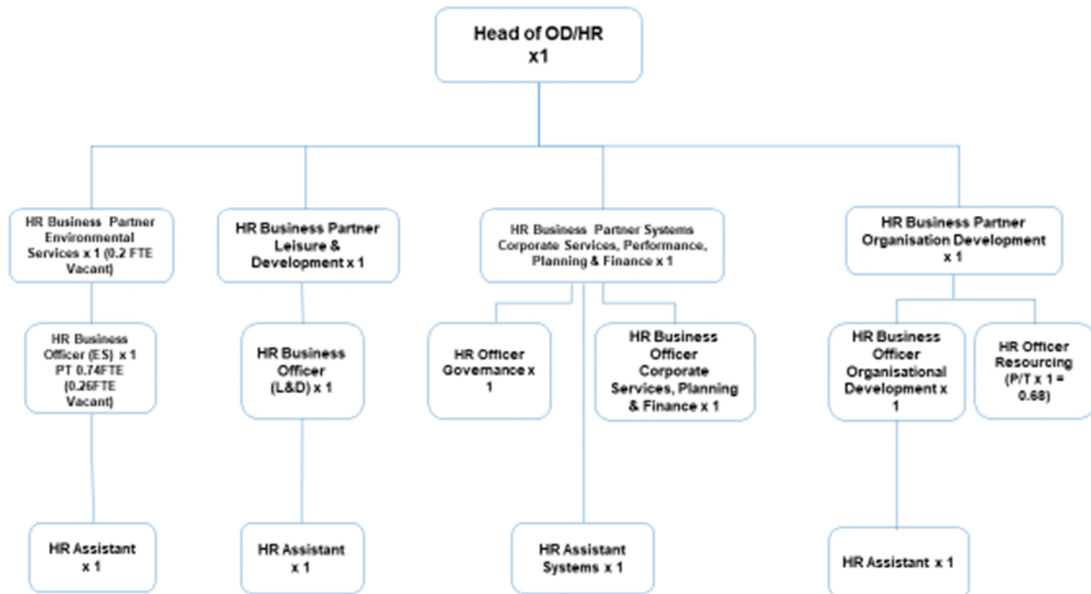 Head of OD/HR
x1
HR Business Partner
Environmental
Services x 1 (0.2 FTE
Vacant)
HR Business Partner
Leisure &
Development x 1
HR Business Partner Systems
Corporate Services, Performance,
Planning & Finance x 1
HR Business Partner
Organisation Development
x 1
HR Business
Officer (ES) x 1
PT 0.74FTE
(0.26FTE
Vacant)
HR Business
Officer
(L&D) x 1
HR Officer
Governance x
1
HR Business
Officer
Corporate
Services, Planning
& Finance x 1
HR Business
Officer
Organisational
Development x
1
HR Officer
Resourcing
(P/T x 1 =
0.68)
HR Assistant
x 1
HR Assistant
x 1
HR Assistant
Systems x 1
HR Assistant x 1